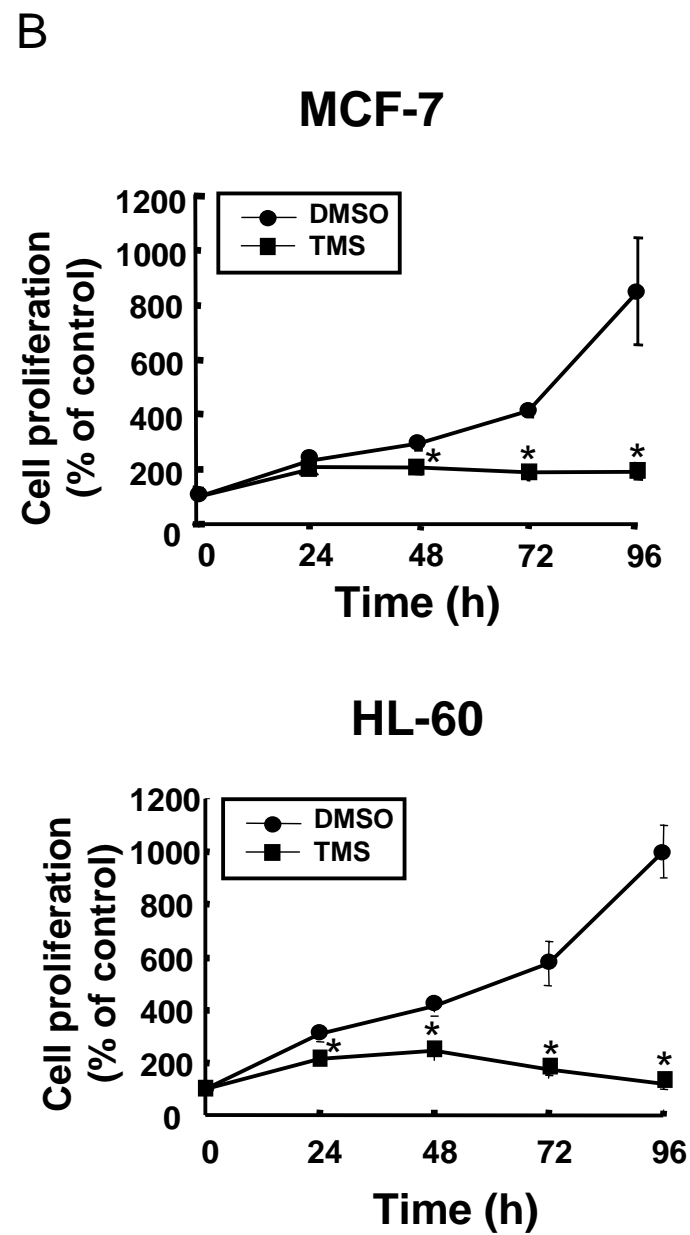 B
MCF-7
Cell proliferation
(% of control)
1200
1000
800
600
400
200
0
DMSO
TMS
*
*
*
0 24 48 72 96
Time (h)
HL-60
Cell proliferation
(% of control)
1200
1000
800
600
400
200
0
DMSO
TMS
*
*
*
*
0 24 48 72 96
Time (h)